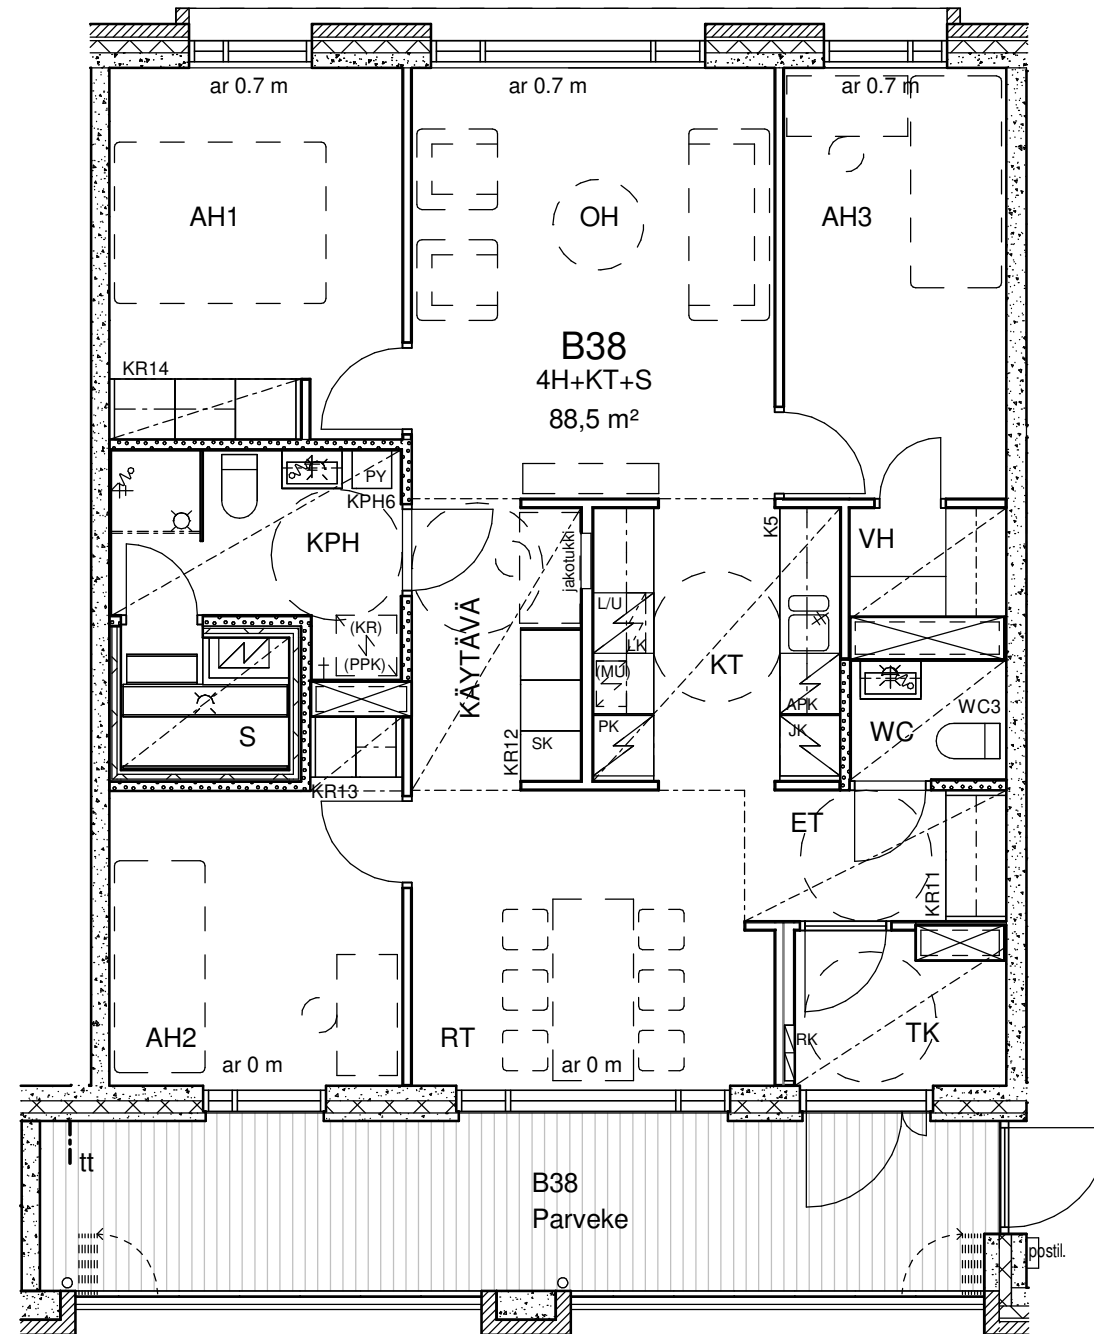 ar 0.7 m
ar 0.7 m
ar 0.7 m
AH1
OH
AH3
B38
4H+KT+S
88,5 m²
KR14
PY
KPH6
KPH
KÄYTÄVÄ
jakotukki
K5
VH
L/U
LK
(KR)
(PPK)
(MU)
KT
APK
WC3
WC
PK
JK
S
SK
KR12
KR13
ET
KR11
AH2
RT
RK
TK
ar 0 m
ar 0 m
tt
B38
Parveke
postil.